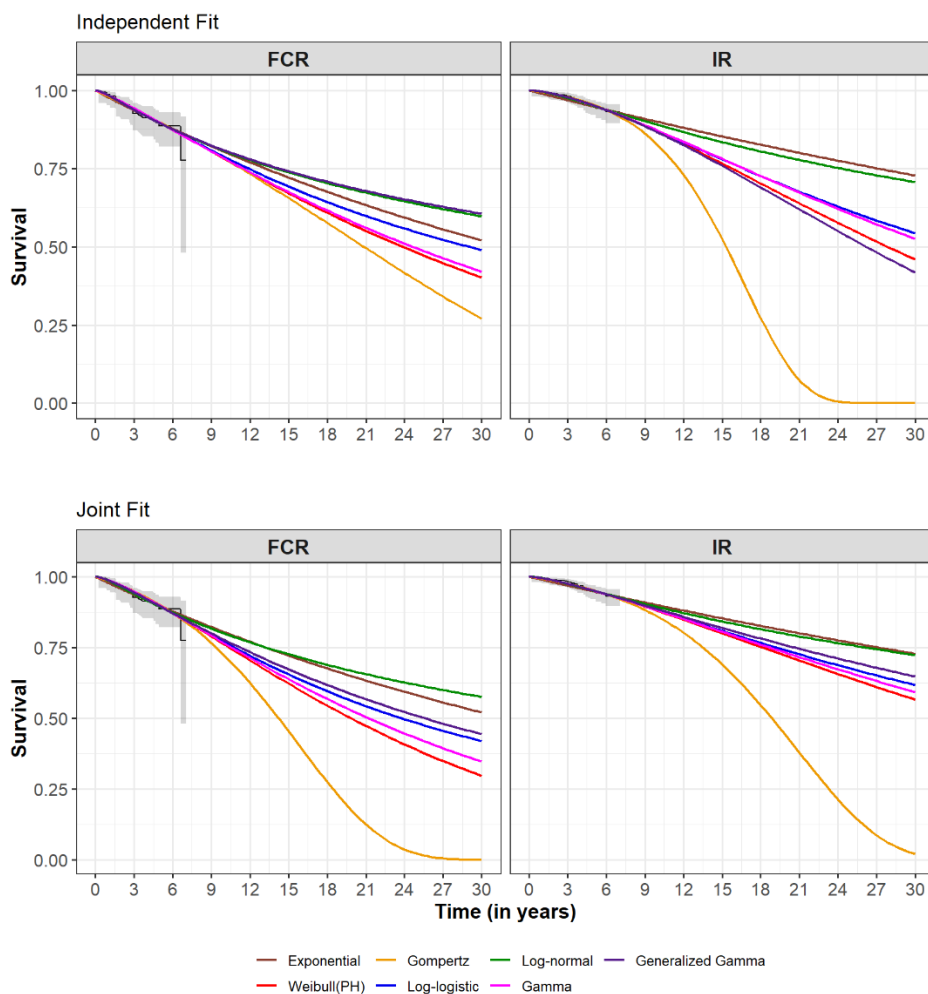 Independent Fit
FCR IR
Survival
1.00
0.75
0.50
0.25
0.00
0 3 6 9 12 15 18 21 24 27 30 0 3 6 9 12 15 18 21 24 27 30
Joint Fit
FCR IR
Survival
1.00
0.75
0.50
0.25
0.00
0 3 6 9 12 15 18 21 24 27 30 0 3 6 9 12 15 18 21 24 27 30
Time (in years)
Exponential Gompertz Log-normal Generalized Gamma
Weibull(PH) Log-logistic Gamma